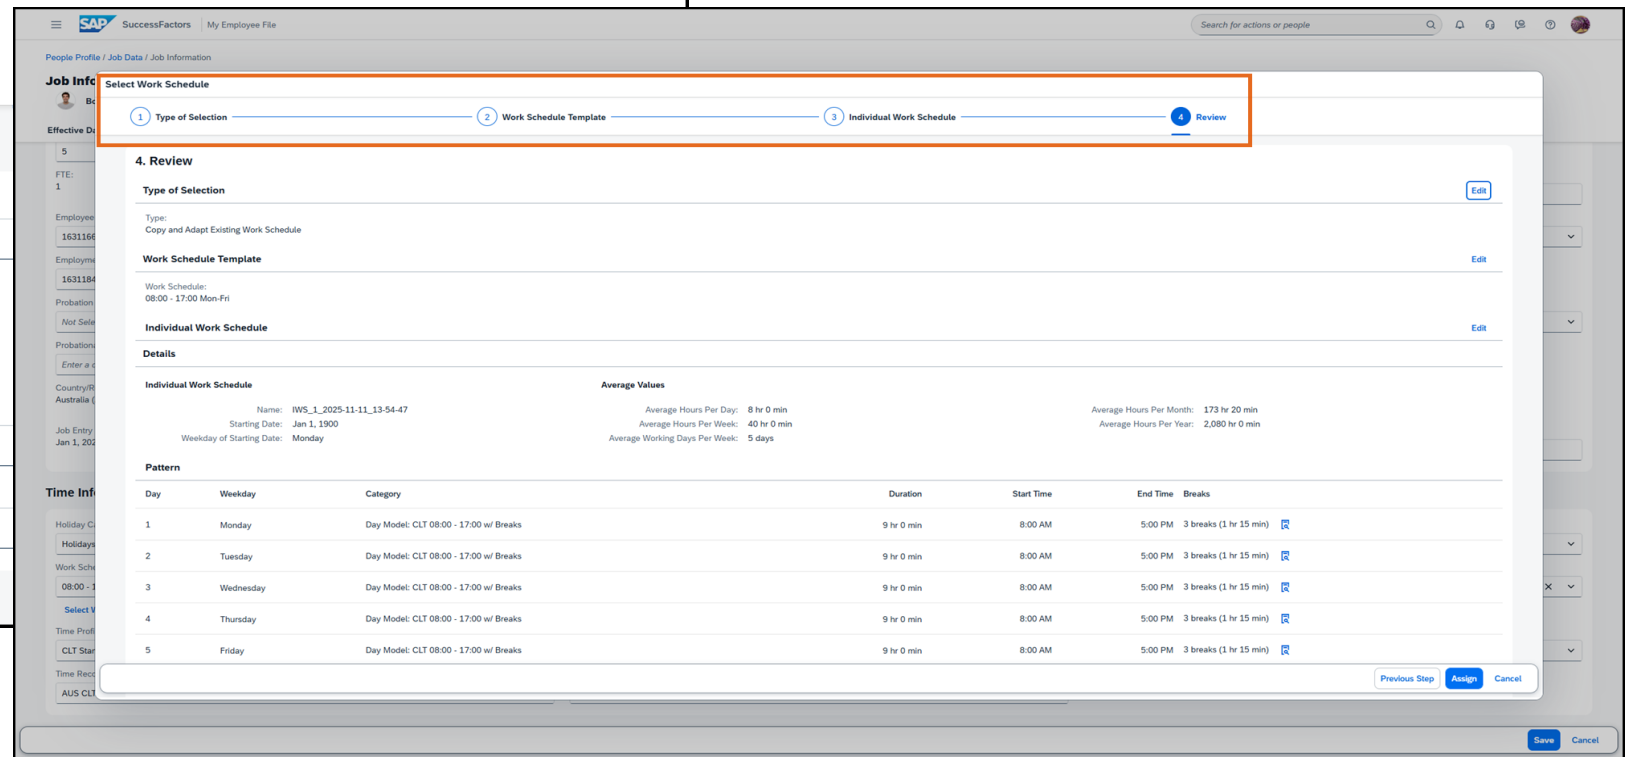 SAP SuccessFactors My Employee File Search for actions or people
People Profile / Job Data / Job Information
Job Info
Select Work Schedule
1 Type of Selection 2 Work Schedule Template 3 Individual Work Schedule 4 Review
Effective Da
5
FTE:
1
Employee
1631166
Employme
1631184
Probation
Not Sele
Probationa
Enter a d
Country/R
Australia (
Job Entry
Jan 1, 202
Time Inf
Holiday Ca
Holidays
Work Sche
08:00 - 1
Select W
Time Profi
CLT Star
Time Reco
AUS CLT
4. Review
Type of Selection Edit
Type:
Copy and Adapt Existing Work Schedule
Work Schedule Template Edit
Work Schedule:
08:00 - 17:00 Mon-Fri
Individual Work Schedule Edit
Details
Individual Work Schedule Average Values
Name: IWS_1_2025-11-11_13-54-47 Average Hours Per Day: 8 hr 0 min Average Hours Per Month: 173 hr 20 min
Starting Date: Jan 1, 1900 Average Hours Per Week: 40 hr 0 min Average Hours Per Year: 2,080 hr 0 min
Weekday of Starting Date: Monday Average Working Days Per Week: 5 days
Pattern
Day Weekday Category Duration Start Time End Time Breaks
1 Monday Day Model: CLT 08:00 - 17:00 w/ Breaks 9 hr 0 min 8:00 AM 5:00 PM 3 breaks (1 hr 15 min)
2 Tuesday Day Model: CLT 08:00 - 17:00 w/ Breaks 9 hr 0 min 8:00 AM 5:00 PM 3 breaks (1 hr 15 min)
3 Wednesday Day Model: CLT 08:00 - 17:00 w/ Breaks 9 hr 0 min 8:00 AM 5:00 PM 3 breaks (1 hr 15 min)
4 Thursday Day Model: CLT 08:00 - 17:00 w/ Breaks 9 hr 0 min 8:00 AM 5:00 PM 3 breaks (1 hr 15 min)
5 Friday Day Model: CLT 08:00 - 17:00 w/ Breaks 9 hr 0 min 8:00 AM 5:00 PM 3 breaks (1 hr 15 min)
Previous Step Assign Cancel
Save Cancel